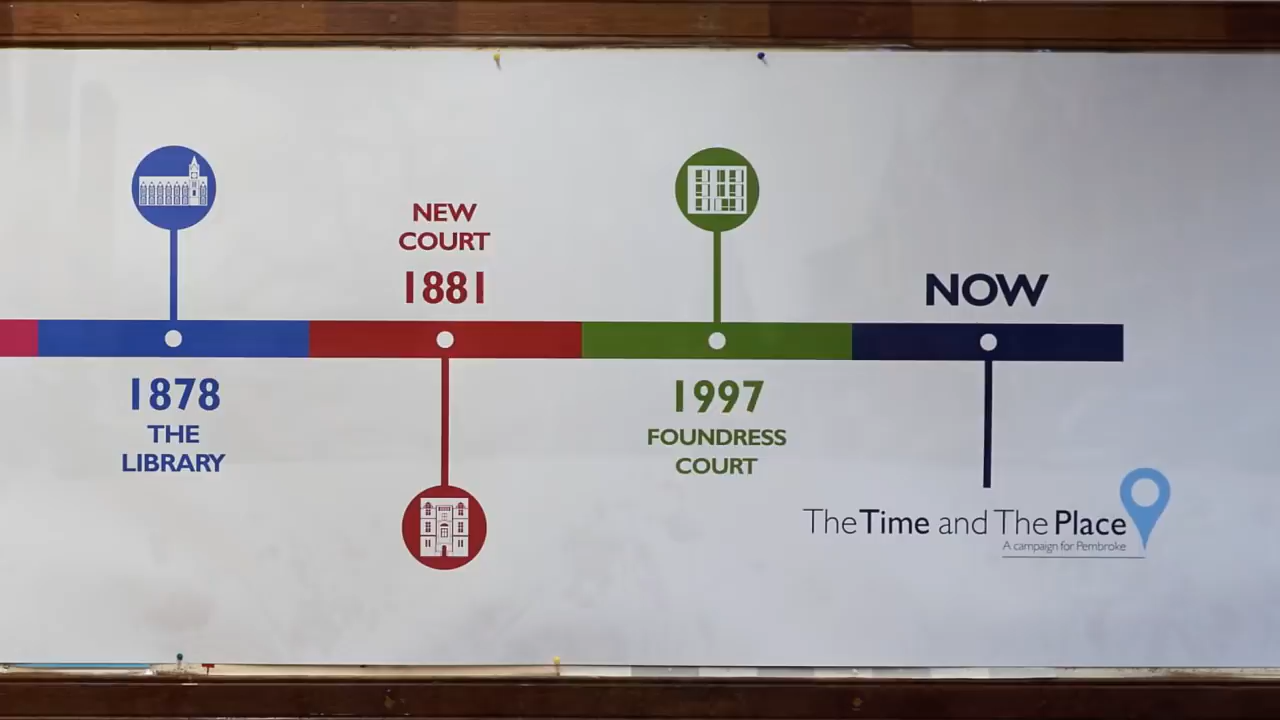 1878
THE
LIBRARY
NEW
COURT
1881
1997
FOUNDRESS
COURT
NOW
The Time and The Place
A campaign for Pembroke